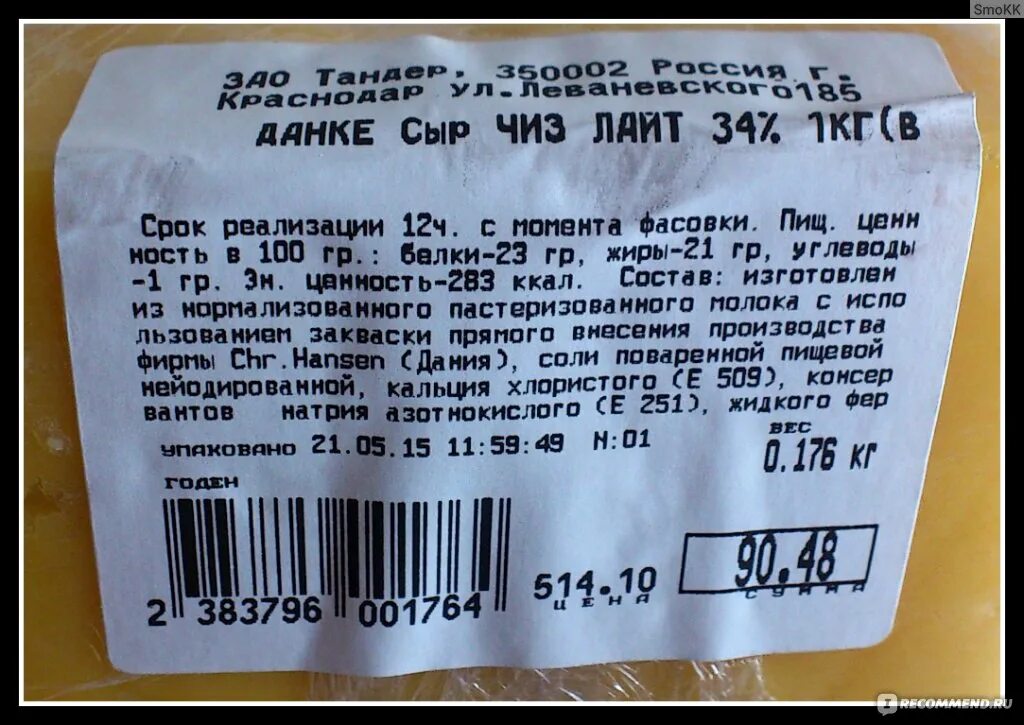 SmoKK
ЗАО Тандер, 350002 Россия г.
Краснодар ул.Леваневского185
ДАНКЕ Сыр ЧИЗ ЛАЙТ 34% 1КГ(В
Срок реализации 12ч. с момента фасовки. Пищ. ценн
ность в 100 гр.: белки-23 гр, жиры-21 гр, углеводы
-1 гр. Эн. ценность-283 ккал. Состав: изготовлен
из нормализованного пастеризованного молока с испо
льзованием закваски прямого внесения производства
фирмы Chr.Hansen (Дания), соли поваренной пищевой
нейодированной, кальция хлористого (Е 509), консер
вантов натрия азотнокислого (Е 251), жидкого фер
УПАКОВАНО 21.05.15 11:59:49 N:01
ВЕС
0.176 кг
ГОДЕН
2 383796 001764
514.10
ЦЕНА
90.48
СУММА
IRECOMMEND.RU